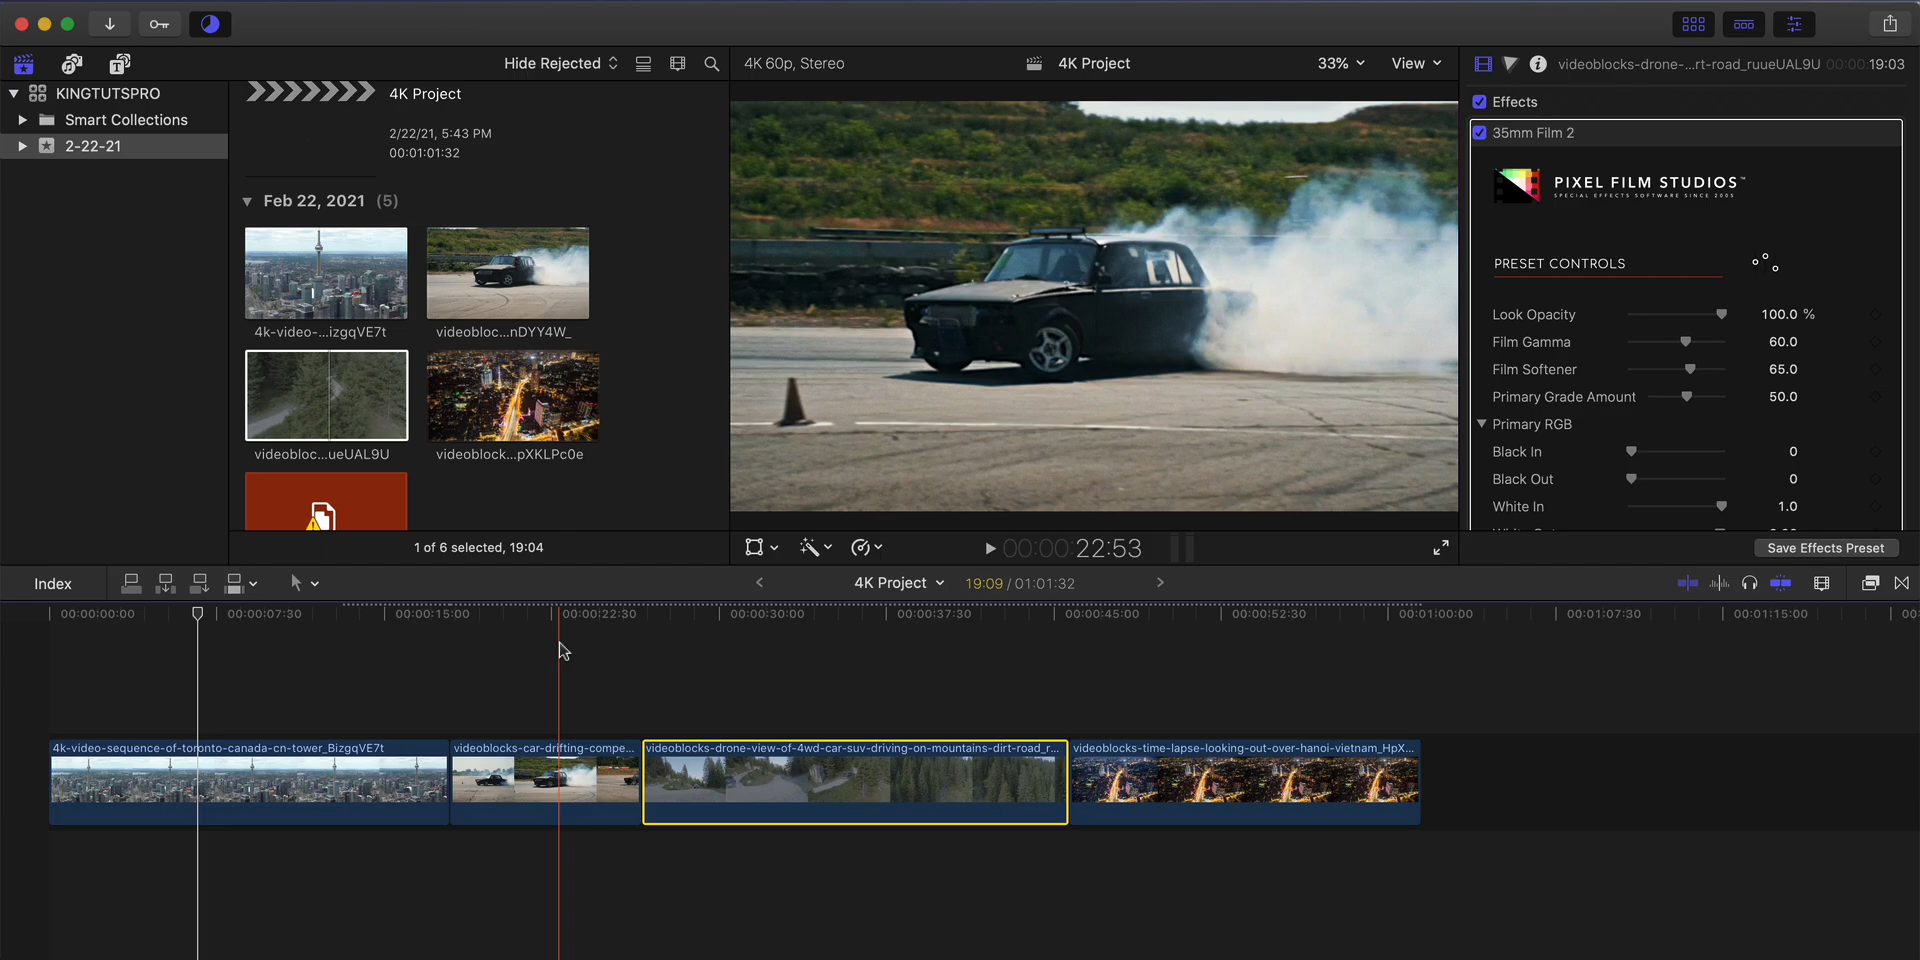 Hide Rejected
4K 60p, Stereo
4K Project
33%
View
videoblocks-drone-...rt-road_ruueUAL9U
00:00:19:03
KINGTUTSPRO
Smart Collections
2-22-21
4K Project
2/22/21, 5:43 PM
00:01:01:32
Feb 22, 2021 (5)
4k-video-...izgqVE7t
videobloc...nDYY4W_
videobloc...ueUAL9U
videoblock...pXKLPc0e
1 of 6 selected, 19:04
00:00:22:53
Effects
35mm Film 2
PIXEL FILM STUDIOS™
SPECIAL EFFECTS SOFTWARE SINCE 2005
PRESET CONTROLS
Look Opacity 100.0 %
Film Gamma 60.0
Film Softener 65.0
Primary Grade Amount 50.0
Primary RGB
Black In 0
Black Out 0
White In 1.0
Save Effects Preset
Index
4K Project
19:09 / 01:01:32
00:00:00:00
00:00:07:30
00:00:15:00
00:00:22:30
00:00:30:00
00:00:37:30
00:00:45:00
00:00:52:30
00:01:00:00
00:01:07:30
00:01:15:00
00:
4k-video-sequence-of-toronto-canada-cn-tower_BizgqVE7t
videoblocks-car-drifting-compe...
videoblocks-drone-view-of-4wd-car-suv-driving-on-mountains-dirt-road_r...
videoblocks-time-lapse-looking-out-over-hanoi-vietnam_HpX...